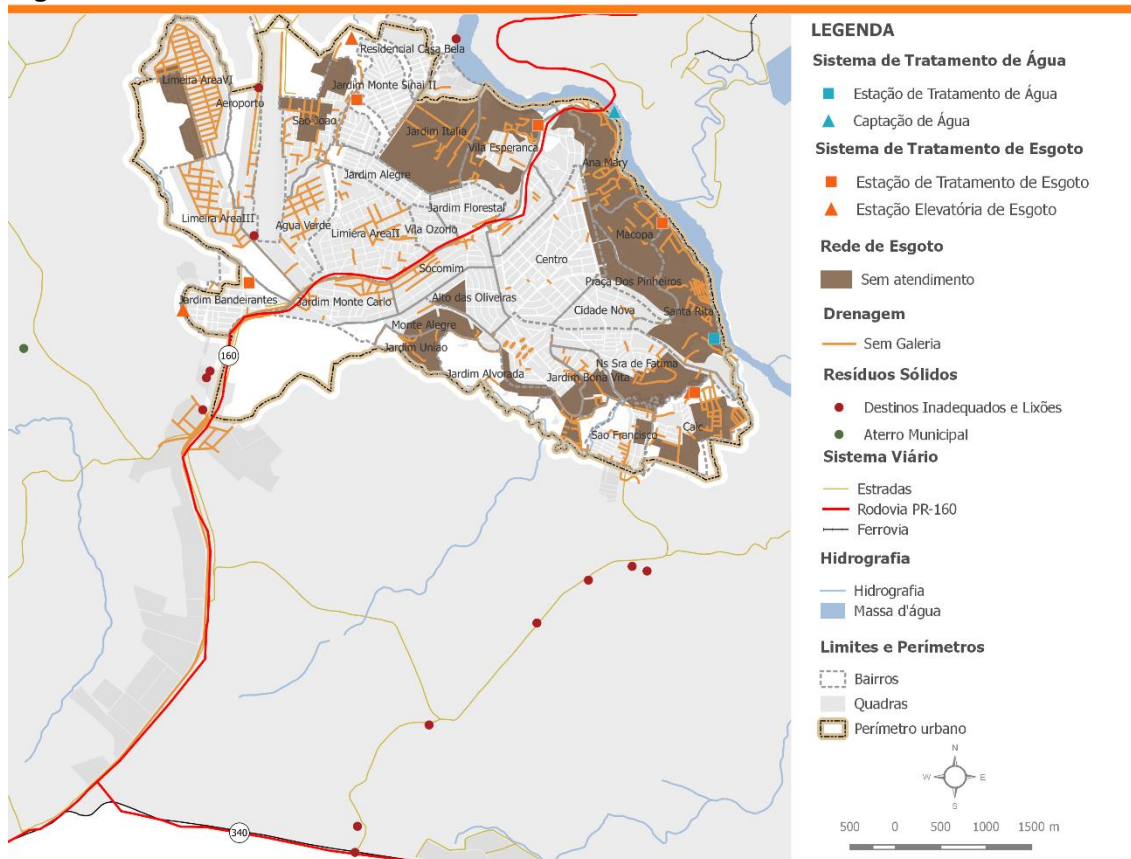 LEGENDA
Sistema de Tratamento de Água
Estação de Tratamento de Água
Captação de Água
Sistema de Tratamento de Esgoto
Estação de Tratamento de Esgoto
Estação Elevatória de Esgoto
Rede de Esgoto
Sem atendimento
Drenagem
Sem Galeria
Resíduos Sólidos
Destinos Inadequados e Lixões
Aterro Municipal
Sistema Viário
Estradas
Rodovia PR-160
Ferrovia
Hidrografia
Hidrografia
Massa d'água
Limites e Perímetros
Bairros
Quadras
Perímetro urbano
N
W E
S
500 0 500 1000 1500 m
Residencial Casa Bela
Limeira AreaVI
Jardim Monte Sinai II
Aeroporto
Sao João
Jardim Italia
Vila Esperanca
Ana Mary
Jardim Alegre
Jardim Florestal
Limeira AreaIII
Agua Verde
Limiera AreaII
Vila Ozorio
Macopa
Centro
Socomim
Praça Dos Pinheiros
Jardim Bandeirantes
Jardim Monte Carlo
Alto das Oliveiras
Cidade Nova
Santa Rita
Monte Alegre
Jardim Uniao
160
Ns Sra de Fatima
Jardim Alvorada
Jardim Bona Vita
Sao Francisco
Caic
340